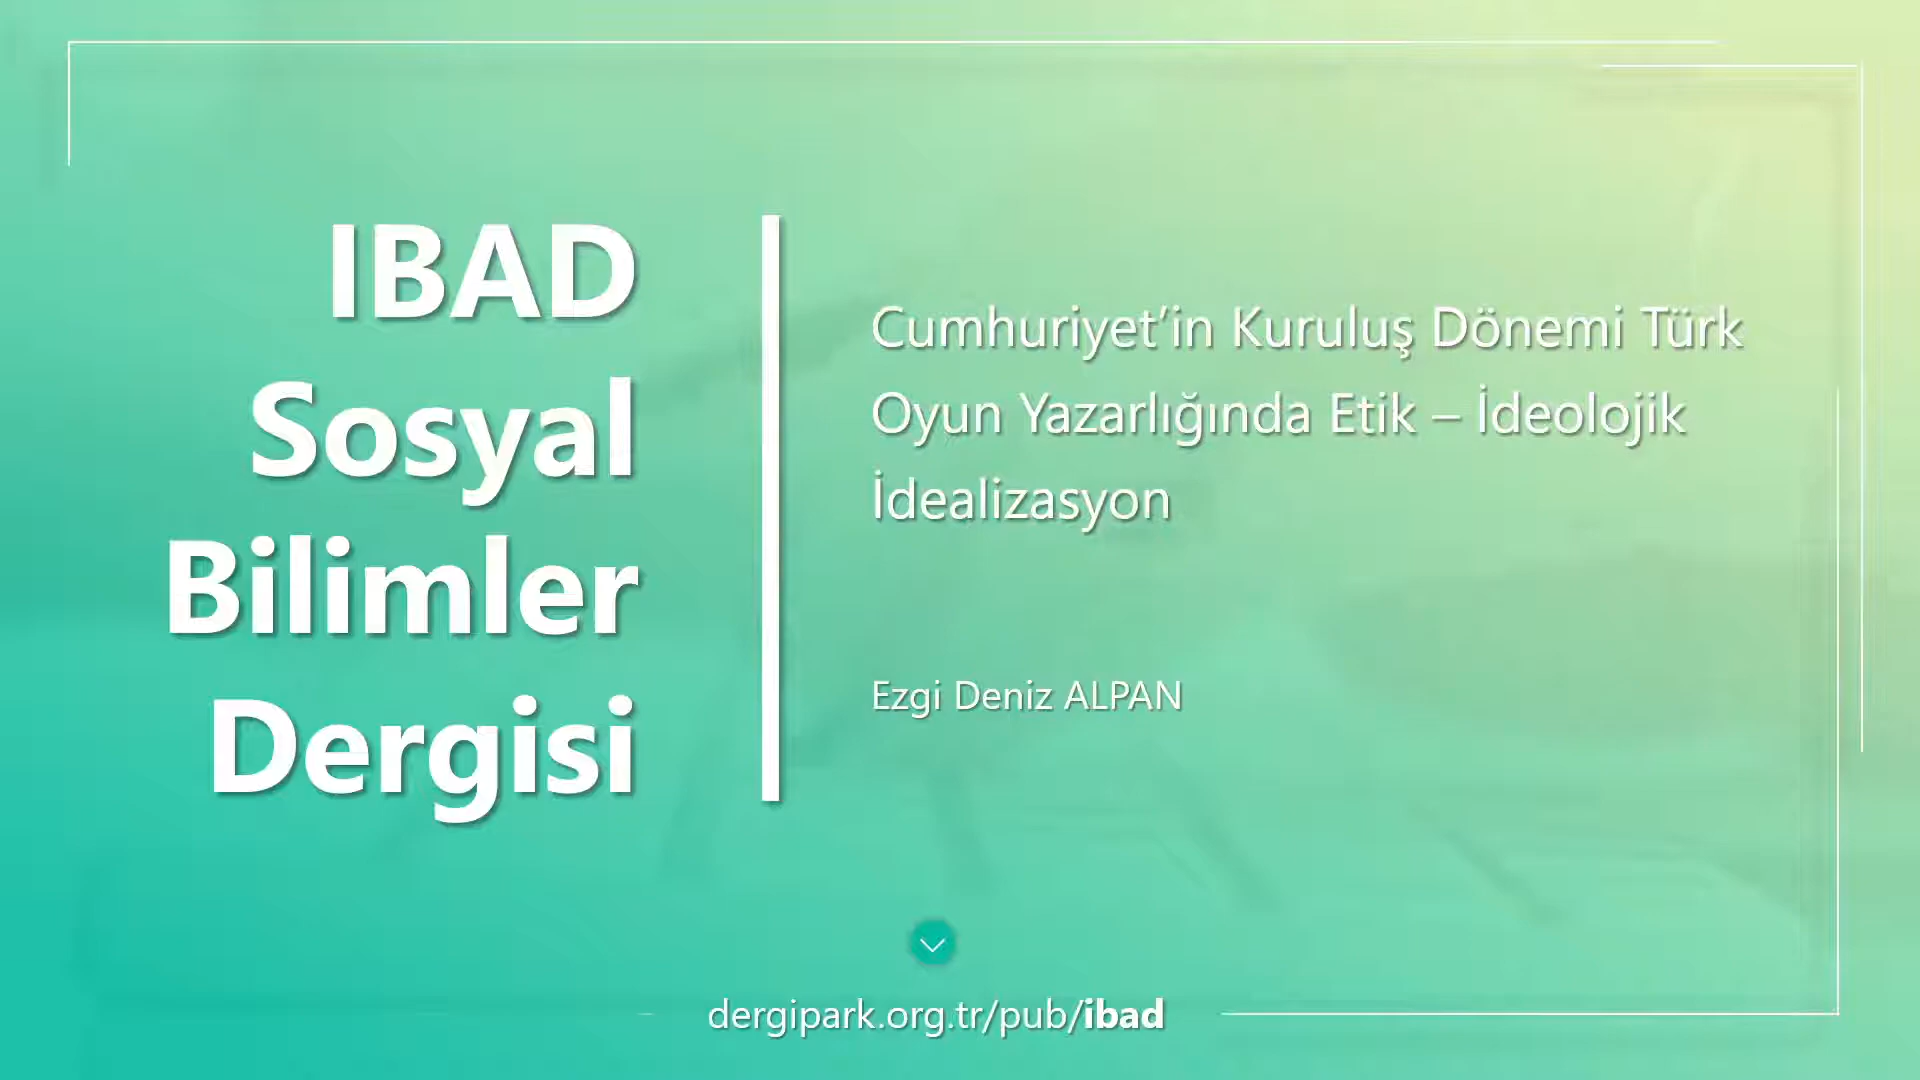 IBAD
Sosyal
Bilimler
Dergisi
Cumhuriyet’in Kuruluş Dönemi Türk
Oyun Yazarlığında Etik – İdeolojik
İdealizasyon
Ezgi Deniz ALPAN
dergipark.org.tr/pub/ibad